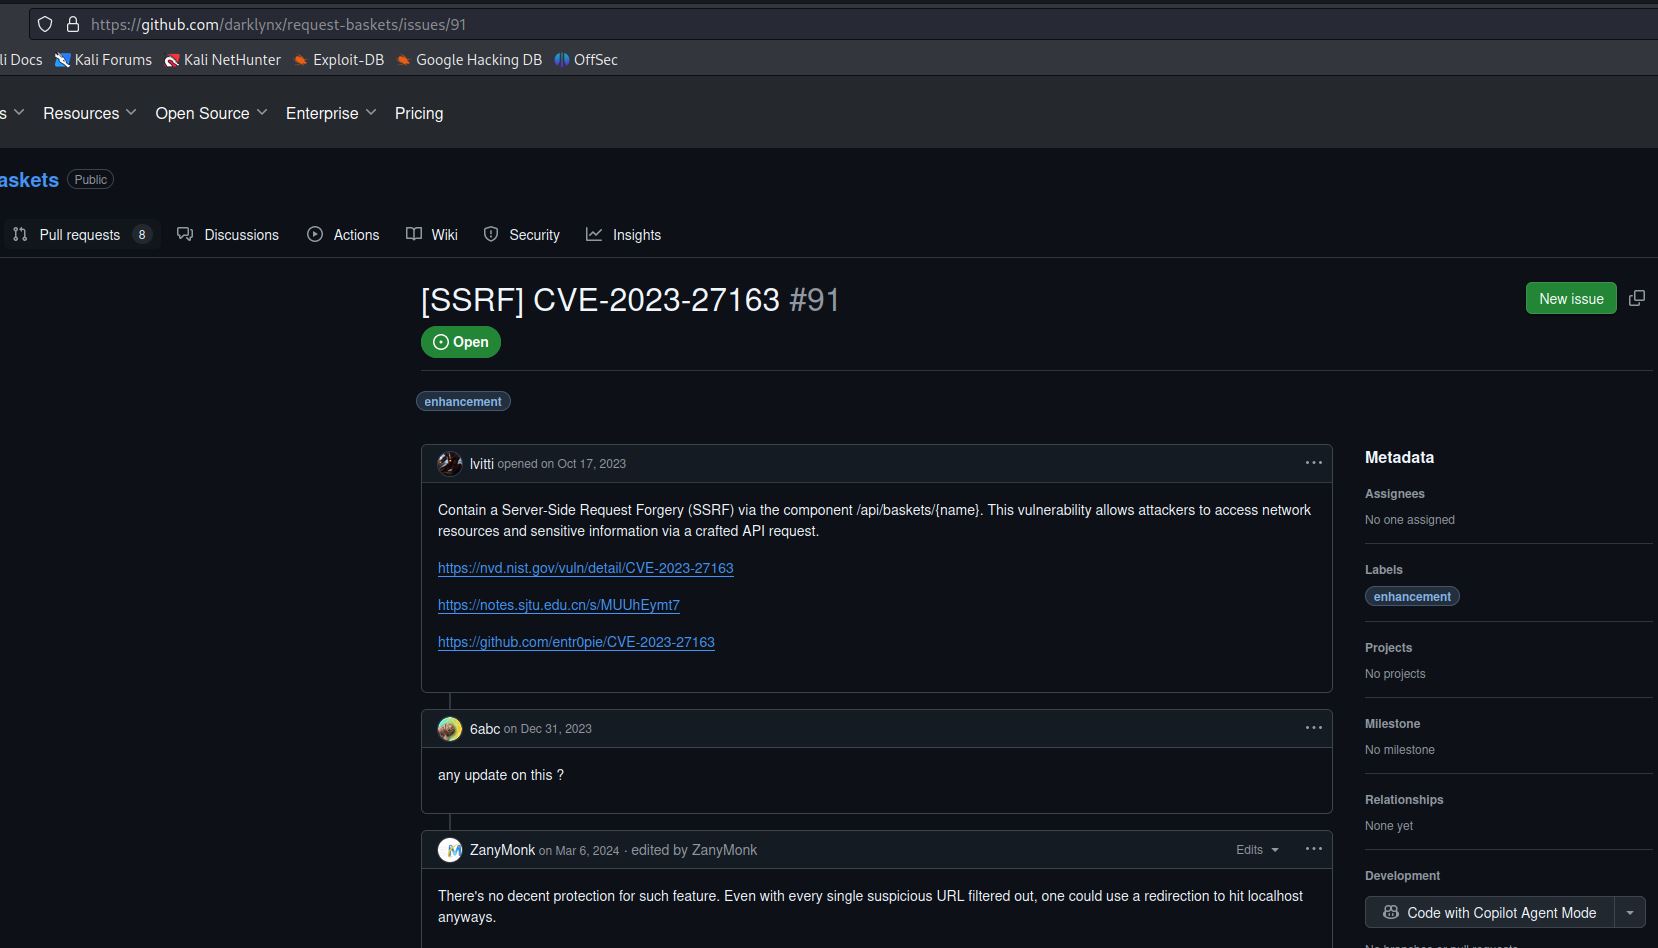 https://github.com/darklynx/request-baskets/issues/91
li Docs Kali Forums Kali NetHunter Exploit-DB Google Hacking DB OffSec
s Resources Open Source Enterprise Pricing
askets Public
Pull requests 8 Discussions Actions Wiki Security Insights
[SSRF] CVE-2023-27163 #91
New issue
Open
enhancement
lvitti opened on Oct 17, 2023
Contain a Server-Side Request Forgery (SSRF) via the component /api/baskets/{name}. This vulnerability allows attackers to access network
resources and sensitive information via a crafted API request.
https://nvd.nist.gov/vuln/detail/CVE-2023-27163
https://notes.sjtu.edu.cn/s/MUUhEymt7
https://github.com/entr0pie/CVE-2023-27163
6abc on Dec 31, 2023
any update on this ?
ZanyMonk on Mar 6, 2024 · edited by ZanyMonk
Edits
There's no decent protection for such feature. Even with every single suspicious URL filtered out, one could use a redirection to hit localhost
anyways.
Metadata
Assignees
No one assigned
Labels
enhancement
Projects
No projects
Milestone
No milestone
Relationships
None yet
Development
Code with Copilot Agent Mode
No branches or pull requests